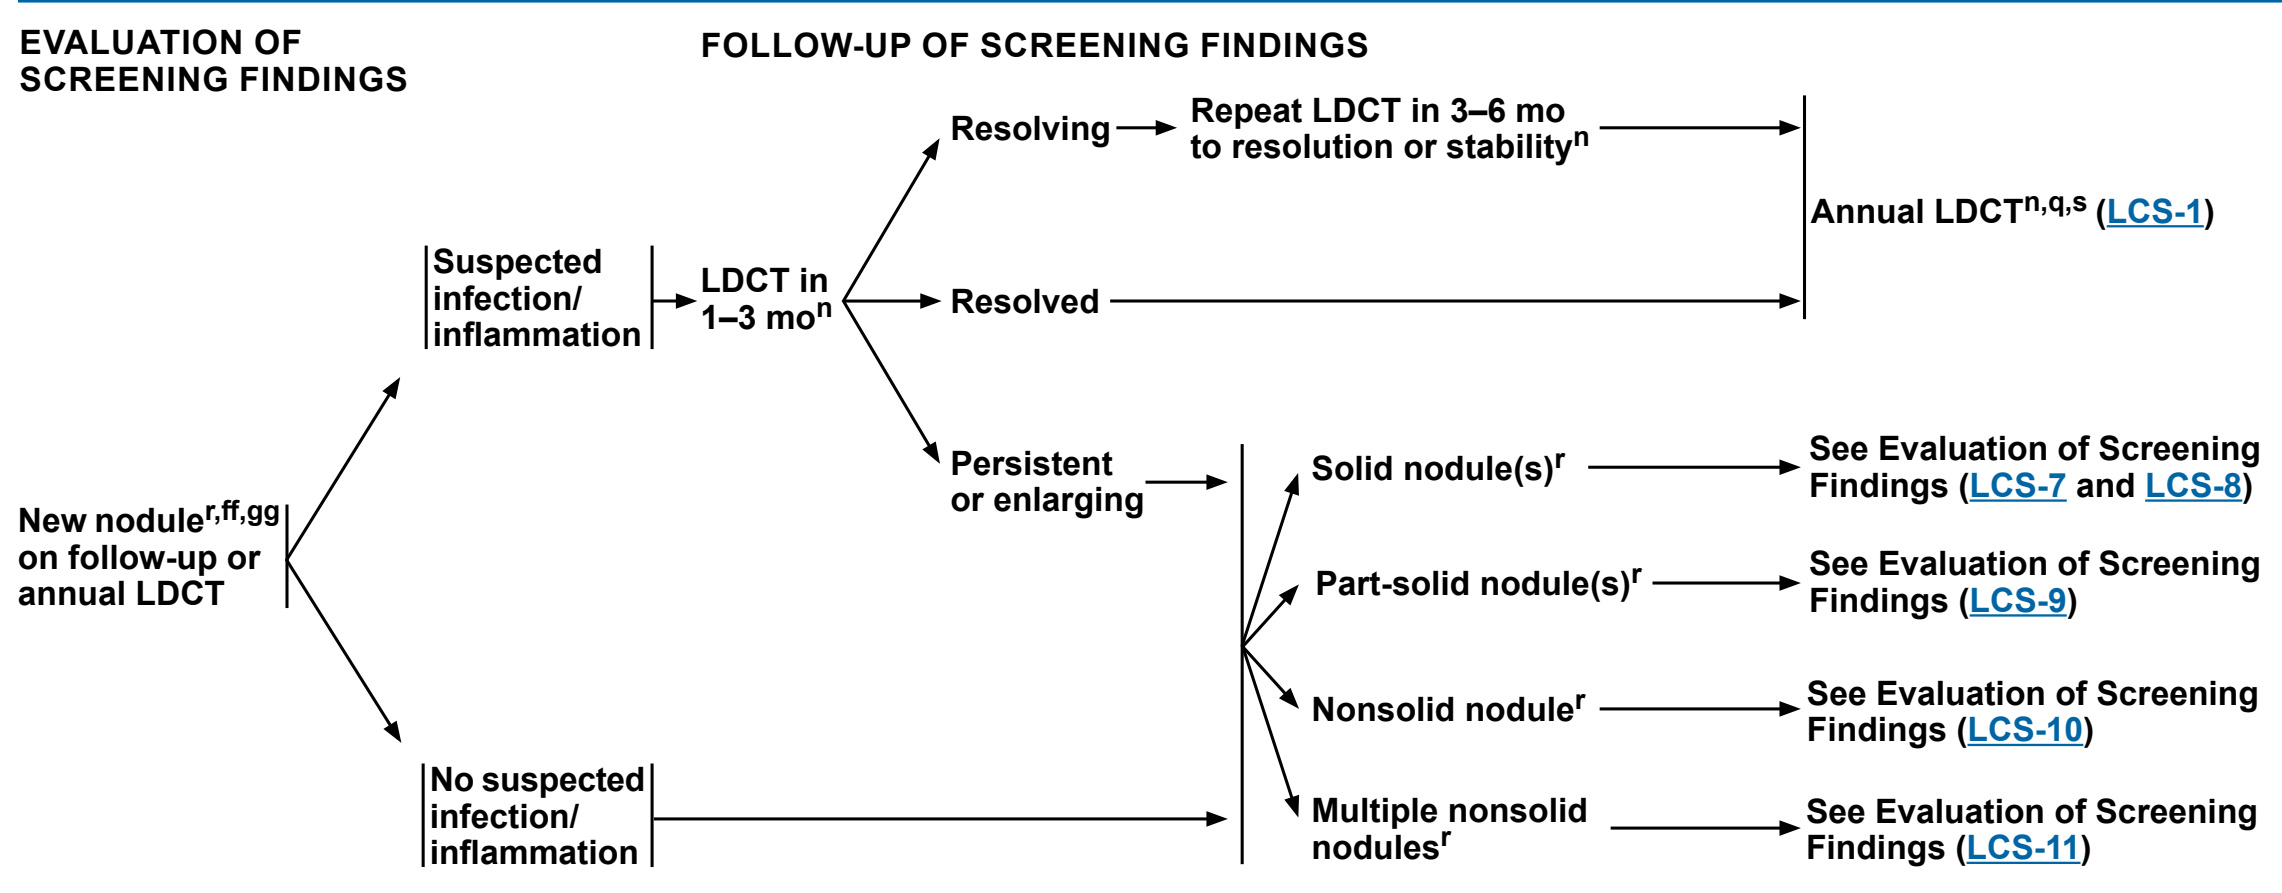 EVALUATION OF
SCREENING FINDINGS
FOLLOW-UP OF SCREENING FINDINGS
New nodule^r,ff,gg
on follow-up or
annual LDCT
Suspected
infection/
inflammation
LDCT in
1–3 mo^n
Resolving
Repeat LDCT in 3–6 mo
to resolution or stability^n
Annual LDCT^n,q,s (LCS-1)
Resolved
Persistent
or enlarging
No suspected
infection/
inflammation
Solid nodule(s)^r
See Evaluation of Screening
Findings (LCS-7 and LCS-8)
Part-solid nodule(s)^r
See Evaluation of Screening
Findings (LCS-9)
Nonsolid nodule^r
See Evaluation of Screening
Findings (LCS-10)
Multiple nonsolid
nodules^r
See Evaluation of Screening
Findings (LCS-11)